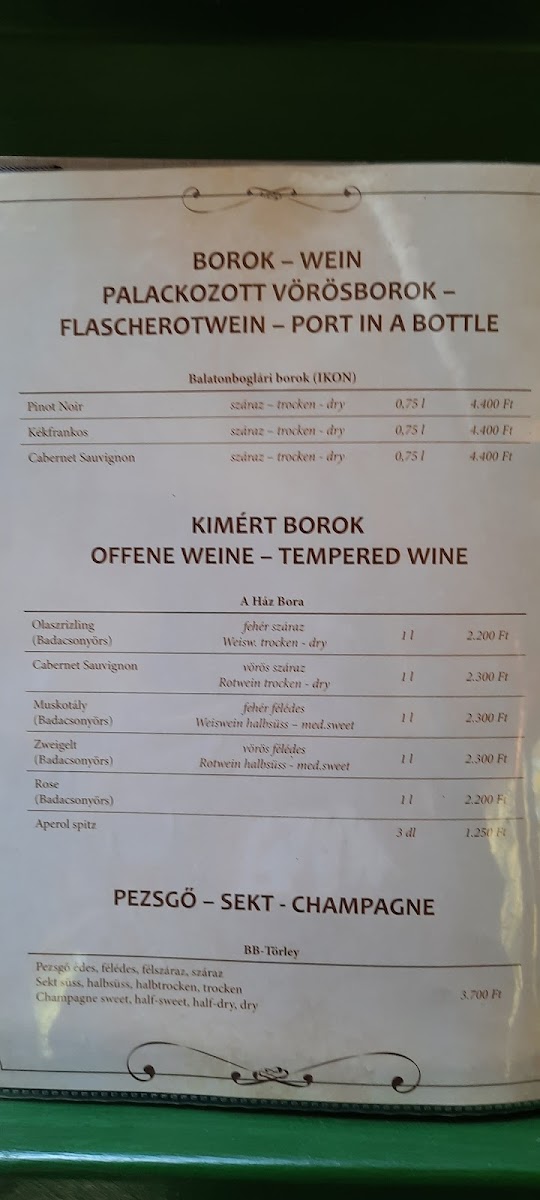 BOROK – WEIN
PALACKOZOTT VÖRÖSBOROK –
FLASCHEROTWEIN – PORT IN A BOTTLE
Balatonboglári borok (IKON)
Pinot Noir száraz – trocken - dry 0,75 l 4.400 Ft
Kékfrankos száraz – trocken - dry 0,75 l 4.400 Ft
Cabernet Sauvignon száraz – trocken - dry 0,75 l 4.400 Ft
KIMÉRT BOROK
OFFENE WEINE – TEMPERED WINE
A Ház Bora
Olaszrizling fehér száraz
(Badacsonyörs) Weisw. trocken - dry 1 l 2.200 Ft
Cabernet Sauvignon vörös száraz
Rotwein trocken - dry 1 l 2.300 Ft
Muskotály fehér félédes
(Badacsonyörs) Weiswein halbsüss – med.sweet 1 l 2.300 Ft
Zweigelt vörös félédes
(Badacsonyörs) Rotwein halbsüss - med.sweet 1 l 2.300 Ft
Rose
(Badacsonyörs) 1 l 2.200 Ft
Aperol spitz 3 dl 1.250 Ft
PEZSGŐ – SEKT - CHAMPAGNE
BB-Törley
Pezsgő édes, félédes, félszáraz, száraz
Sekt süss, halbsüss, halbtrocken, trocken 3.700 Ft
Champagne sweet, half-sweet, half-dry, dry